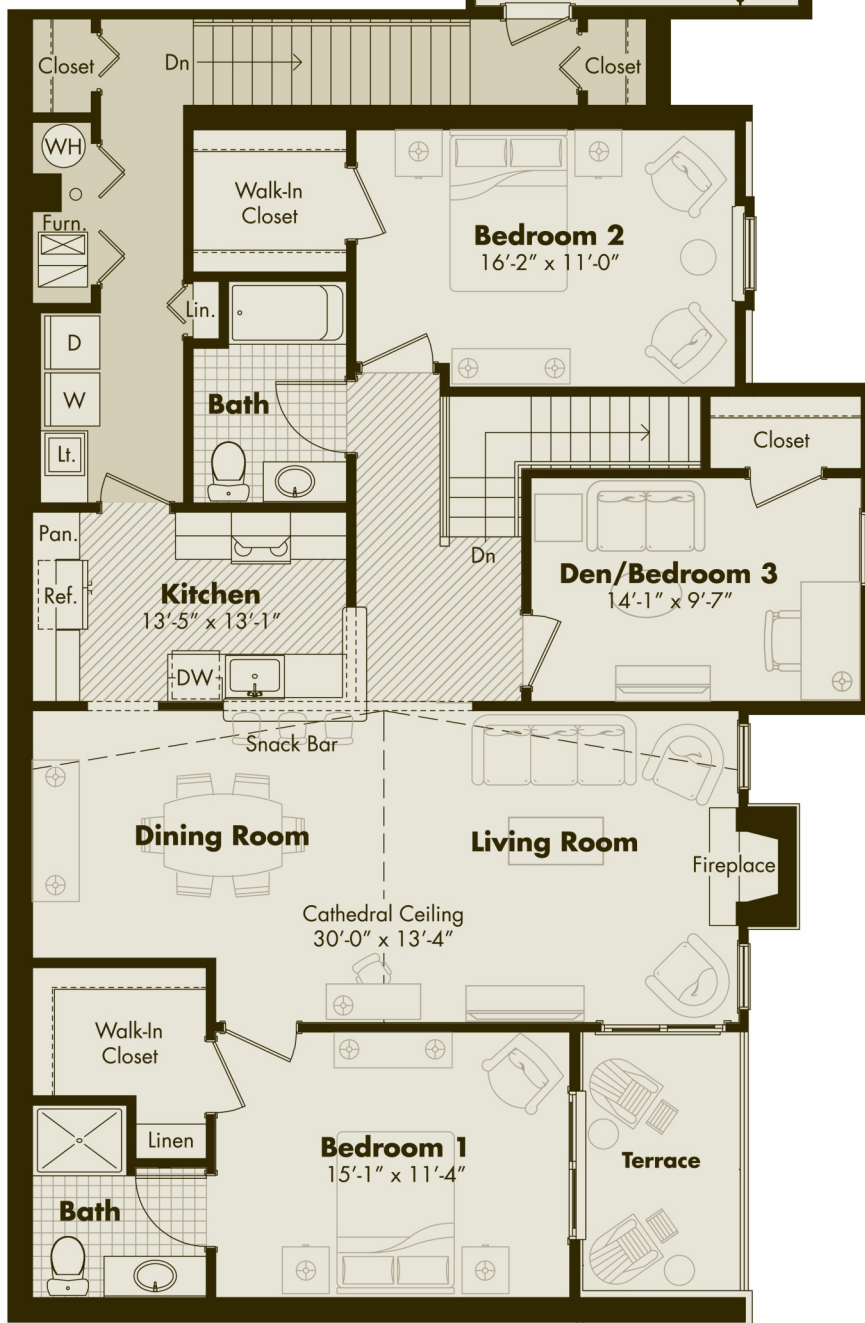 Closet
Dn
Closet
WH
Walk-In
Closet
Bedroom 2
16'-2" x 11'-0"
Furn.
Lin.
D
W
Bath
Closet
Lt.
Pan.
Dn
Den/Bedroom 3
14'-1" x 9'-7"
Ref.
Kitchen
13'-5" x 13'-1"
DW
Snack Bar
Dining Room
Living Room
Fireplace
Cathedral Ceiling
30'-0" x 13'-4"
Walk-In
Closet
Linen
Bedroom 1
15'-1" x 11'-4"
Terrace
Bath